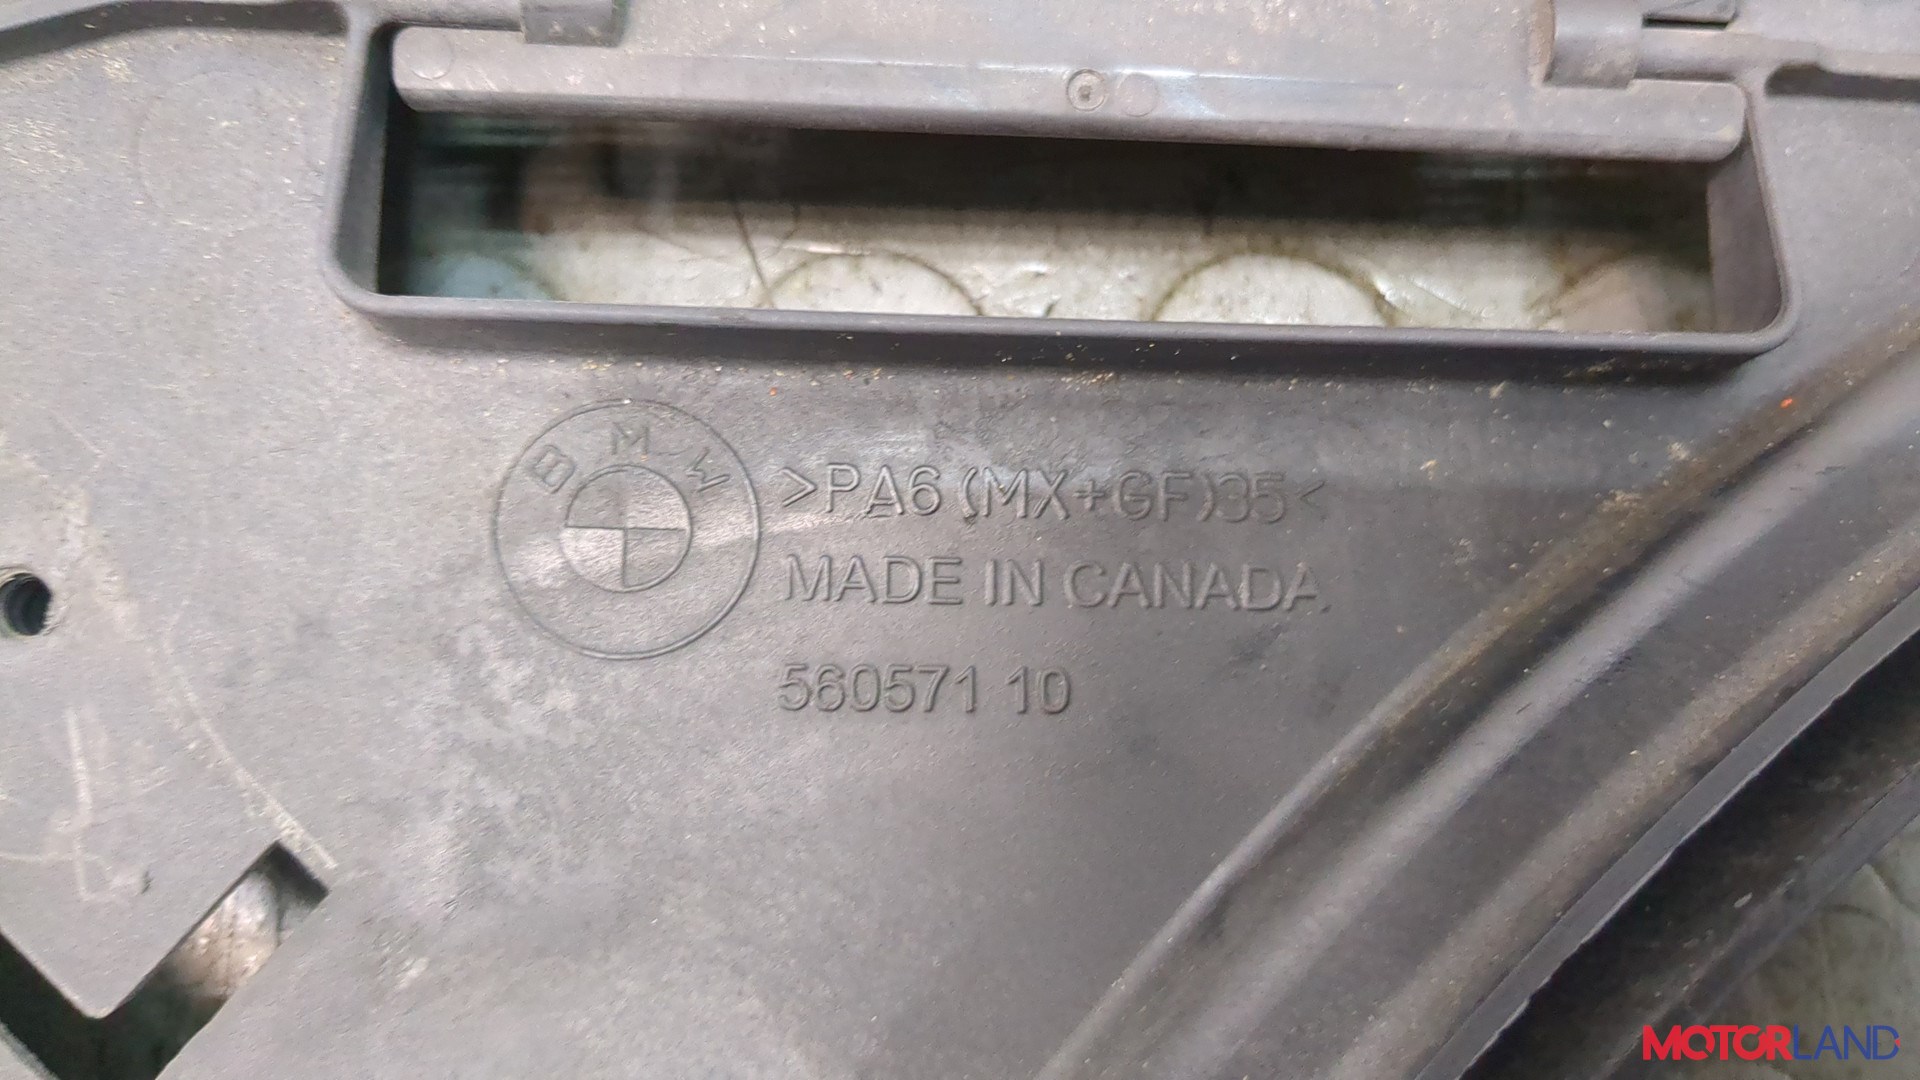 BMW
>PA6 (MX+GF)35<
MADE IN CANADA
560571 10
MOTORLAND